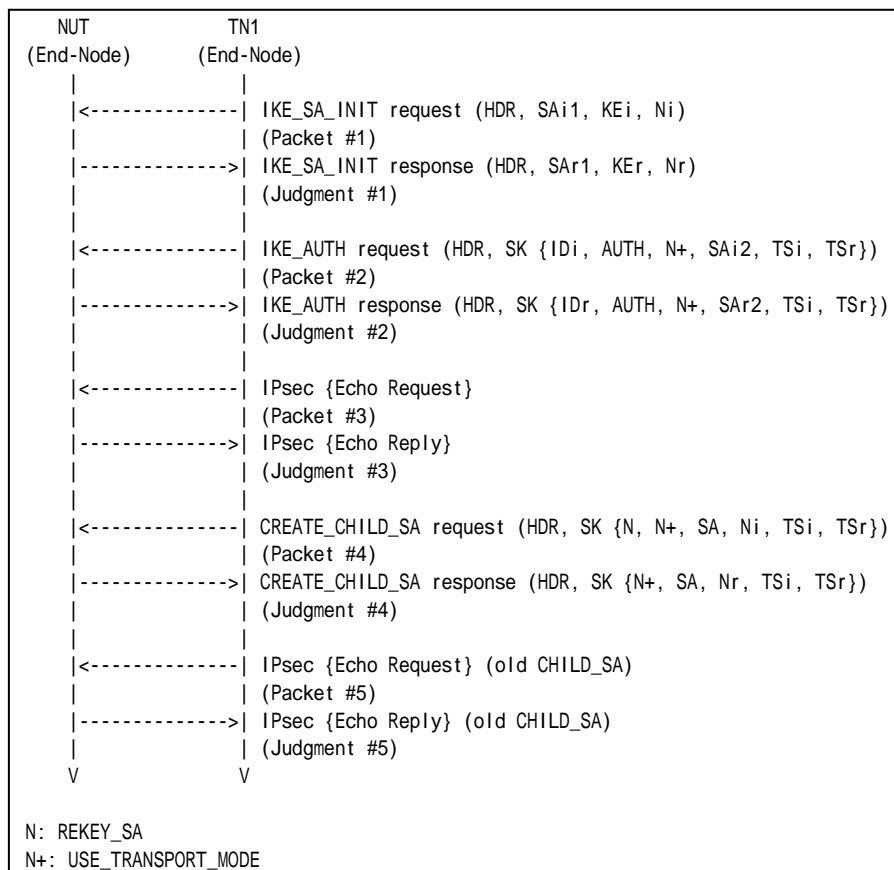 NUT TN1
(End-Node) (End-Node)
| |
|<--------------| IKE_SA_INIT request (HDR, SAi1, KEi, Ni)
| | (Packet #1)
|-------------->| IKE_SA_INIT response (HDR, SAr1, KEr, Nr)
| | (Judgment #1)
| |
|<--------------| IKE_AUTH request (HDR, SK {IDi, AUTH, N+, SAi2, TSi, TSr})
| | (Packet #2)
|-------------->| IKE_AUTH response (HDR, SK {IDr, AUTH, N+, SAr2, TSi, TSr})
| | (Judgment #2)
| |
|<--------------| IPsec {Echo Request}
| | (Packet #3)
|-------------->| IPsec {Echo Reply}
| | (Judgment #3)
| |
|<--------------| CREATE_CHILD_SA request (HDR, SK {N, N+, SA, Ni, TSi, TSr})
| | (Packet #4)
|-------------->| CREATE_CHILD_SA response (HDR, SK {N+, SA, Nr, TSi, TSr})
| | (Judgment #4)
| |
|<--------------| IPsec {Echo Request} (old CHILD_SA)
| | (Packet #5)
|-------------->| IPsec {Echo Reply} (old CHILD_SA)
| | (Judgment #5)
V V
N: REKEY_SA
N+: USE_TRANSPORT_MODE